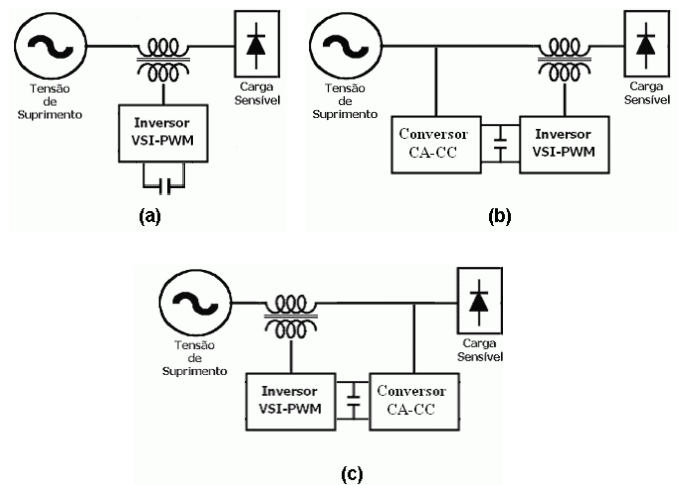 Tensão
de
Suprimento
Inversor
VSI-PWM
Carga
Sensível
(a)
Tensão
de
Suprimento
Conversor
CA-CC
Inversor
VSI-PWM
Carga
Sensível
(b)
Tensão
de
Suprimento
Inversor
VSI-PWM
Conversor
CA-CC
Carga
Sensível
(c)